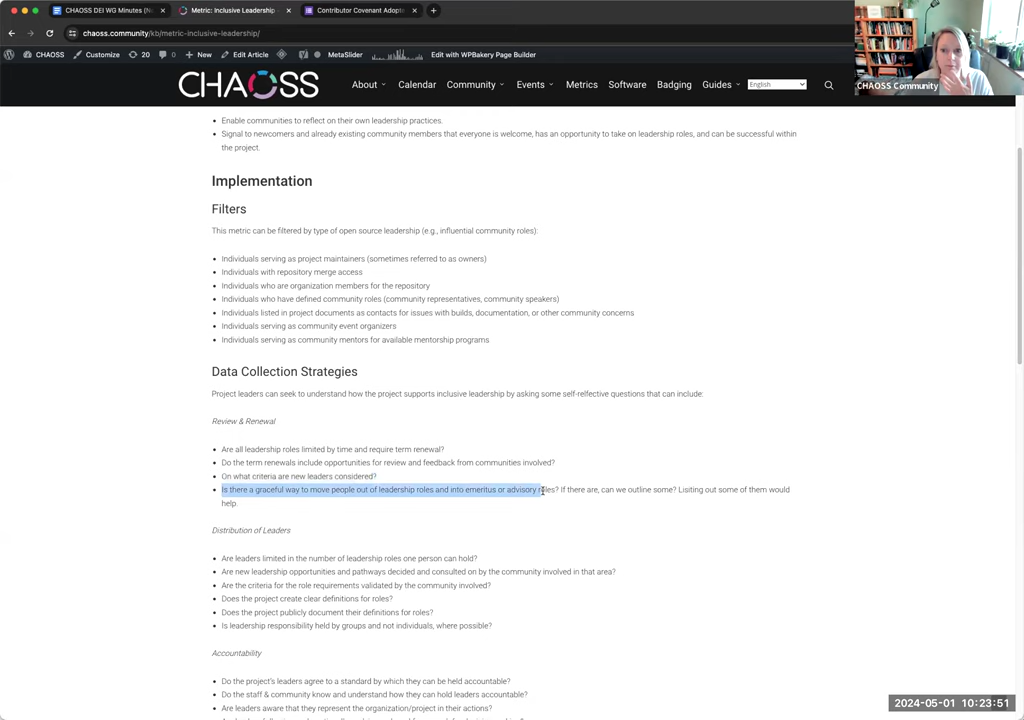 CHAOSS DEI WG Minutes (N
Metric: Inclusive Leadership
Contributor Covenant Adopt
chaoss.community/kb/metric-inclusive-leadership/
CHAOSS Customize 20 0 New Edit Article MetaSlider Edit with WPBakery Page Builder
CHAOSS
About Calendar Community Events Metrics Software Badging Guides English
CHAOSS Community
Enable communities to reflect on their own leadership practices.
Signal to newcomers and already existing community members that everyone is welcome, has an opportunity to take on leadership roles, and can be successful within
the project.
Implementation
Filters
This metric can be filtered by type of open source leadership (e.g., influential community roles):
Individuals serving as project maintainers (sometimes referred to as owners)
Individuals with repository merge access
Individuals who are organization members for the repository
Individuals who have defined community roles (community representatives, community speakers)
Individuals listed in project documents as contacts for issues with builds, documentation, or other community concerns
Individuals serving as community event organizers
Individuals serving as community mentors for available mentorship programs
Data Collection Strategies
Project leaders can seek to understand how the project supports inclusive leadership by asking some self-relfective questions that can include:
Review & Renewal
Are all leadership roles limited by time and require term renewal?
Do the term renewals include opportunities for review and feedback from communities involved?
On what criteria are new leaders considered?
Is there a graceful way to move people out of leadership roles and into emeritus or advisory roles? If there are, can we outline some? Lisiting out some of them would
help.
Distribution of Leaders
Are leaders limited in the number of leadership roles one person can hold?
Are new leadership opportunities and pathways decided and consulted on by the community involved in that area?
Are the criteria for the role requirements validated by the community involved?
Does the project create clear definitions for roles?
Does the project publicly document their definitions for roles?
Is leadership responsibility held by groups and not individuals, where possible?
Accountability
Do the project's leaders agree to a standard by which they can be held accountable?
Do the staff & community know and understand how they can hold leaders accountable?
Are leaders aware that they represent the organization/project in their actions?
2024-05-01 10:23:51